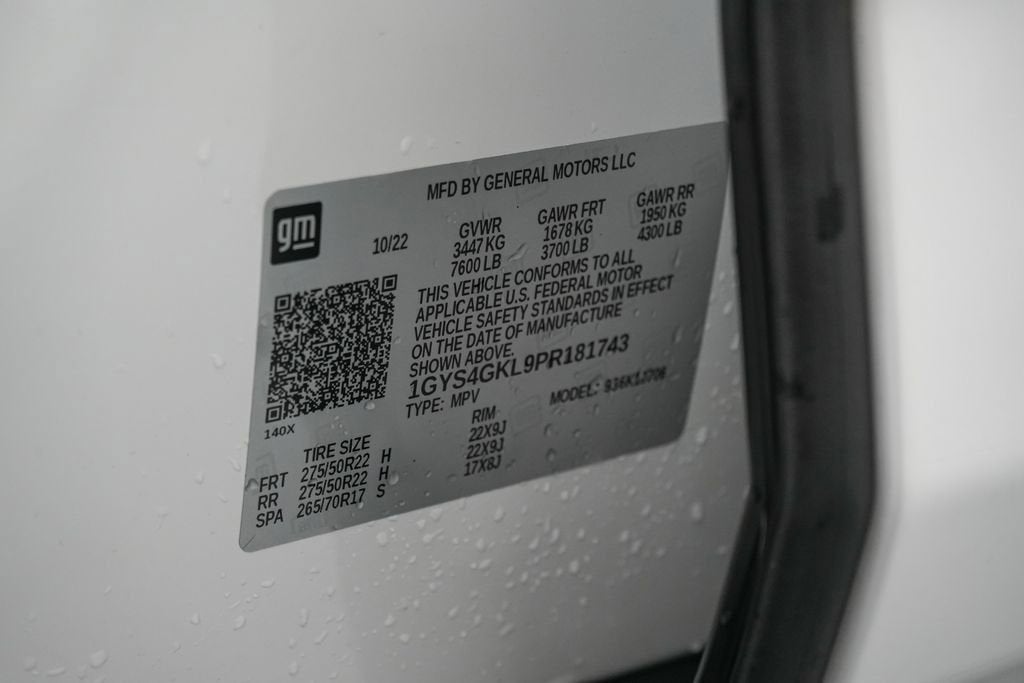 MFD BY GENERAL MOTORS LLC
gm
10/22
GVWR
3447 KG
7600 LB
GAWR FRT
1678 KG
3700 LB
GAWR RR
1950 KG
4300 LB
THIS VEHICLE CONFORMS TO ALL
APPLICABLE U.S. FEDERAL MOTOR
VEHICLE SAFETY STANDARDS IN EFFECT
ON THE DATE OF MANUFACTURE
SHOWN ABOVE.
1GYS4GKL9PR181743
TYPE: MPV
MODEL:
140X
TIRE SIZE
RIM
FRT 275/50R22 H 22X9J
RR 275/50R22 H 22X9J
SPA 265/70R17 S 17X8J